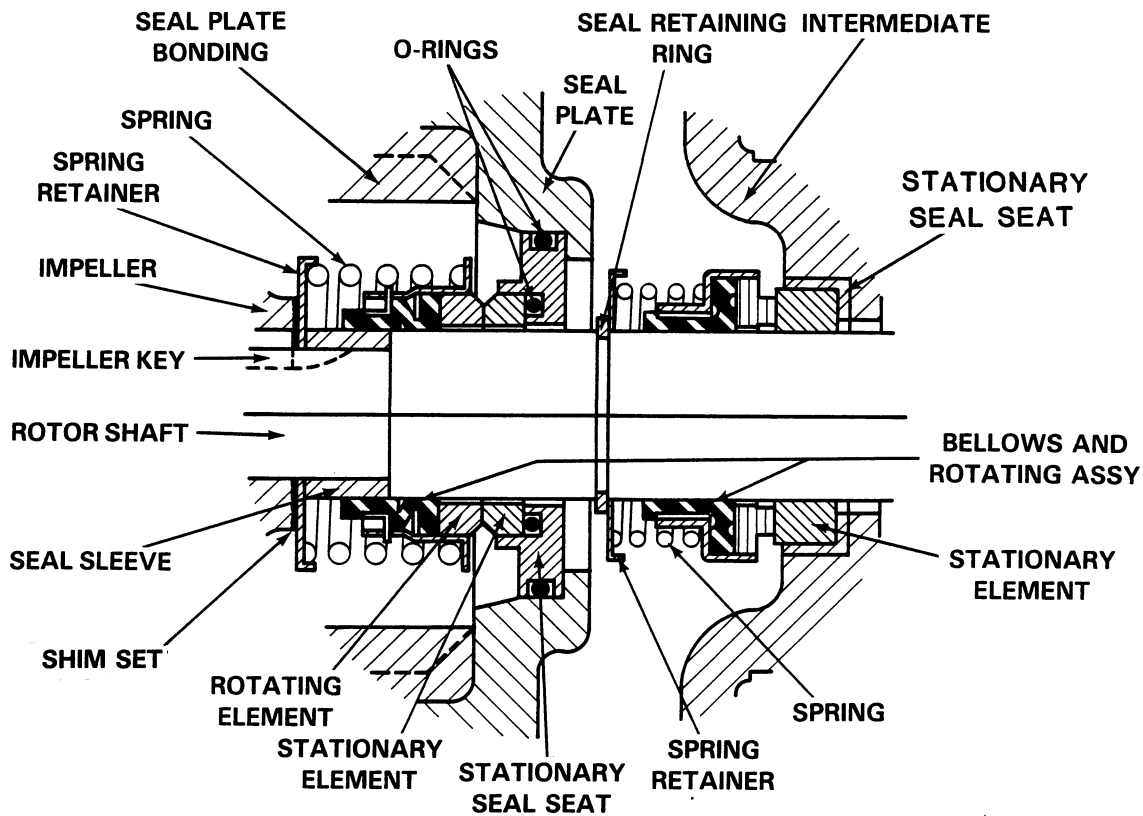 SEAL PLATE
BONDING
O-RINGS
SEAL RETAINING
RING
INTERMEDIATE
SEAL
PLATE
SPRING
SPRING
RETAINER
STATIONARY
SEAL SEAT
IMPELLER
IMPELLER KEY
ROTOR SHAFT
BELLOWS AND
ROTATING ASSY
SEAL SLEEVE
STATIONARY
ELEMENT
SHIM SET
ROTATING
ELEMENT
SPRING
STATIONARY
ELEMENT
SPRING
RETAINER
STATIONARY
SEAL SEAT